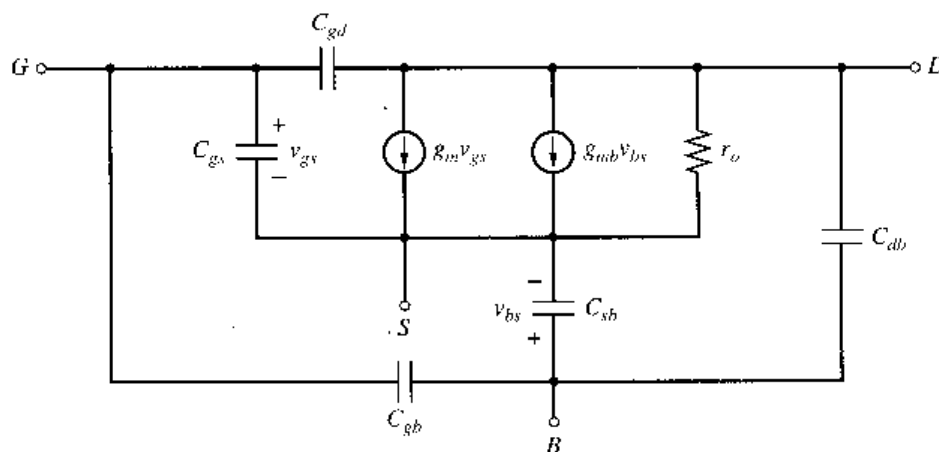 C_gd
G
D
+
C_gs v_gs
−
g_m v_gs
g_mb v_bs
r_o
C_db
S
−
v_bs C_sb
+
C_gb
B